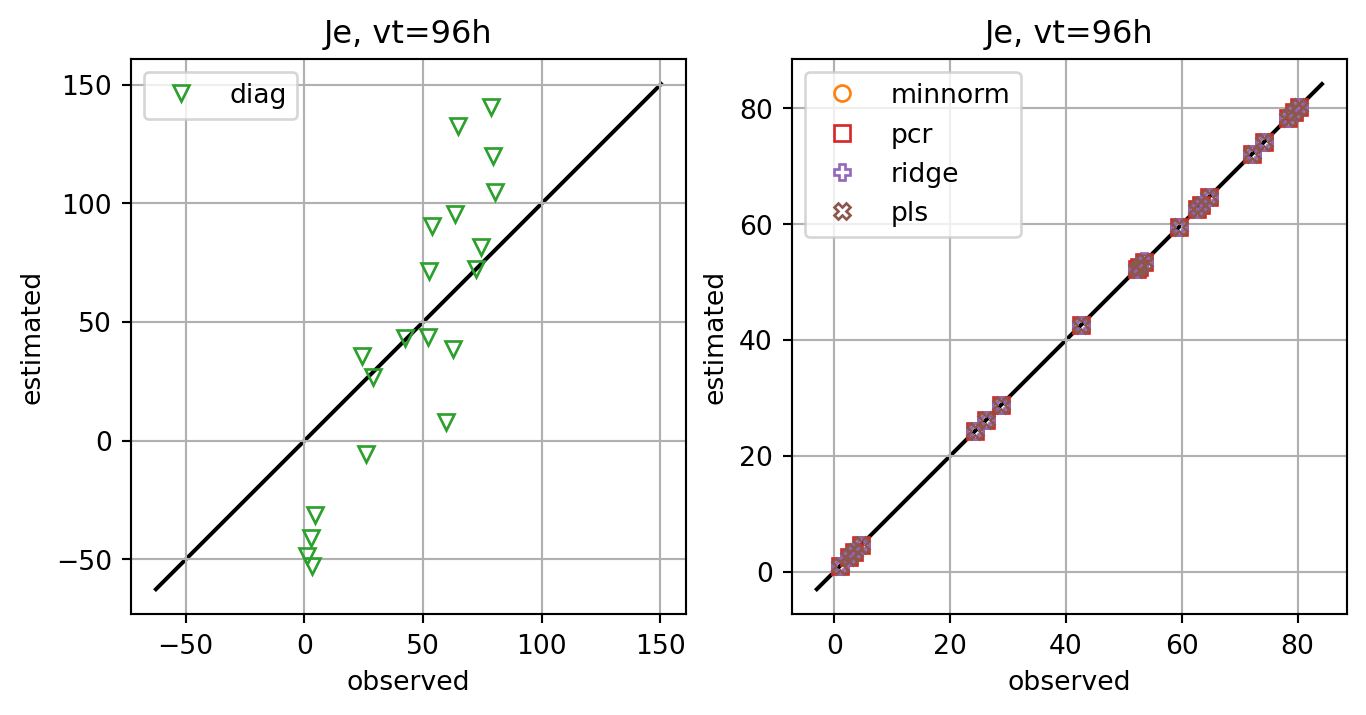 Je, vt=96h
diag
150
100
50
0
−50
estimated
−50
0
50
100
150
observed
Je, vt=96h
minnorm
pcr
ridge
pls
80
60
40
20
0
estimated
0
20
40
60
80
observed